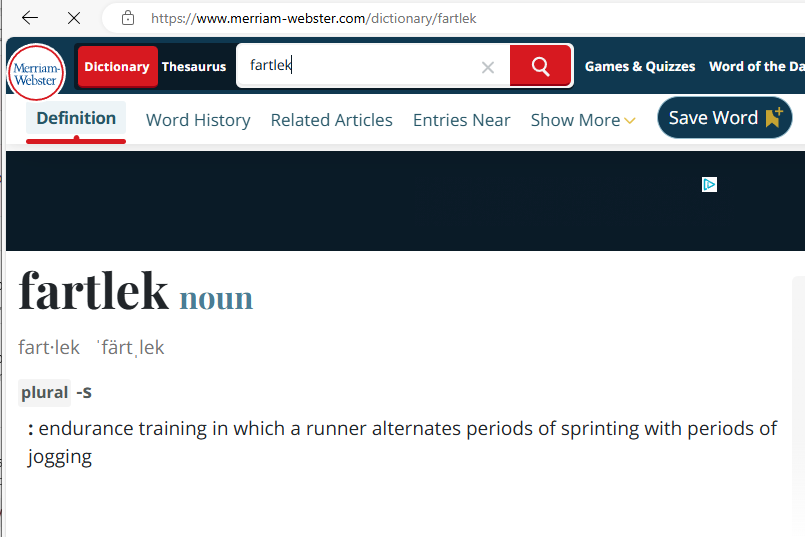 https://www.merriam-webster.com/dictionary/fartlek
Merriam-
Webster
Dictionary Thesaurus fartlek Games & Quizzes Word of the Da
Definition Word History Related Articles Entries Near Show More Save Word
fartlek noun
fart·lek ˈfärtˌlek
plural -s
: endurance training in which a runner alternates periods of sprinting with periods of
jogging